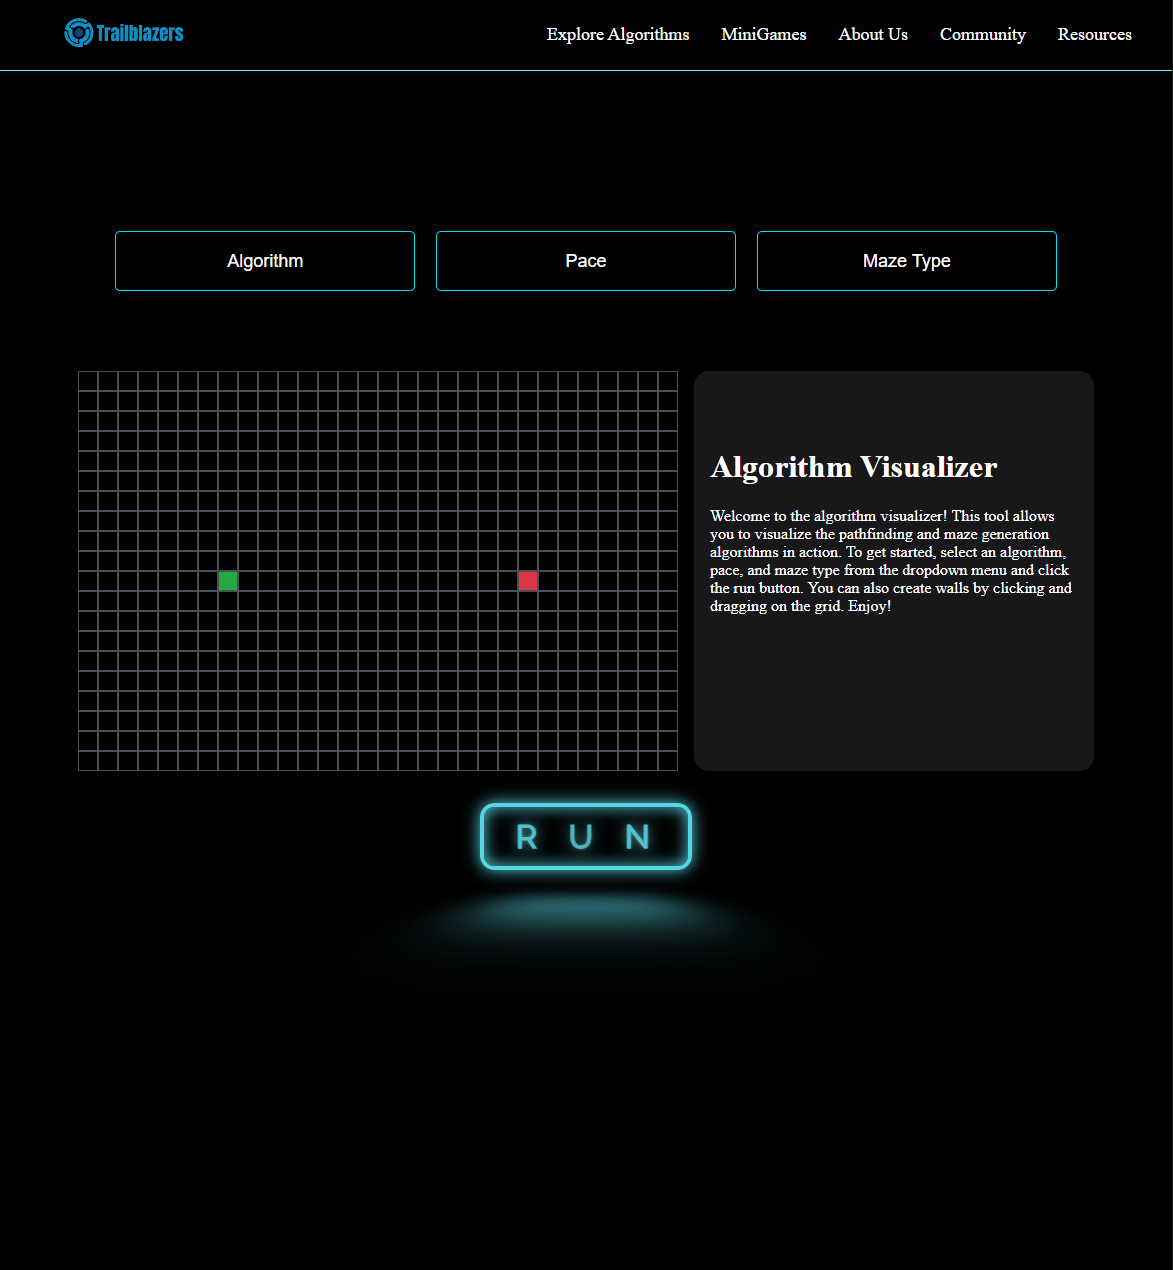 Trailblazers
Explore Algorithms MiniGames About Us Community Resources
Algorithm Pace Maze Type
Algorithm Visualizer
Welcome to the algorithm visualizer! This tool allows
you to visualize the pathfinding and maze generation
algorithms in action. To get started, select an algorithm,
pace, and maze type from the dropdown menu and click
the run button. You can also create walls by clicking and
dragging on the grid. Enjoy!
RUN